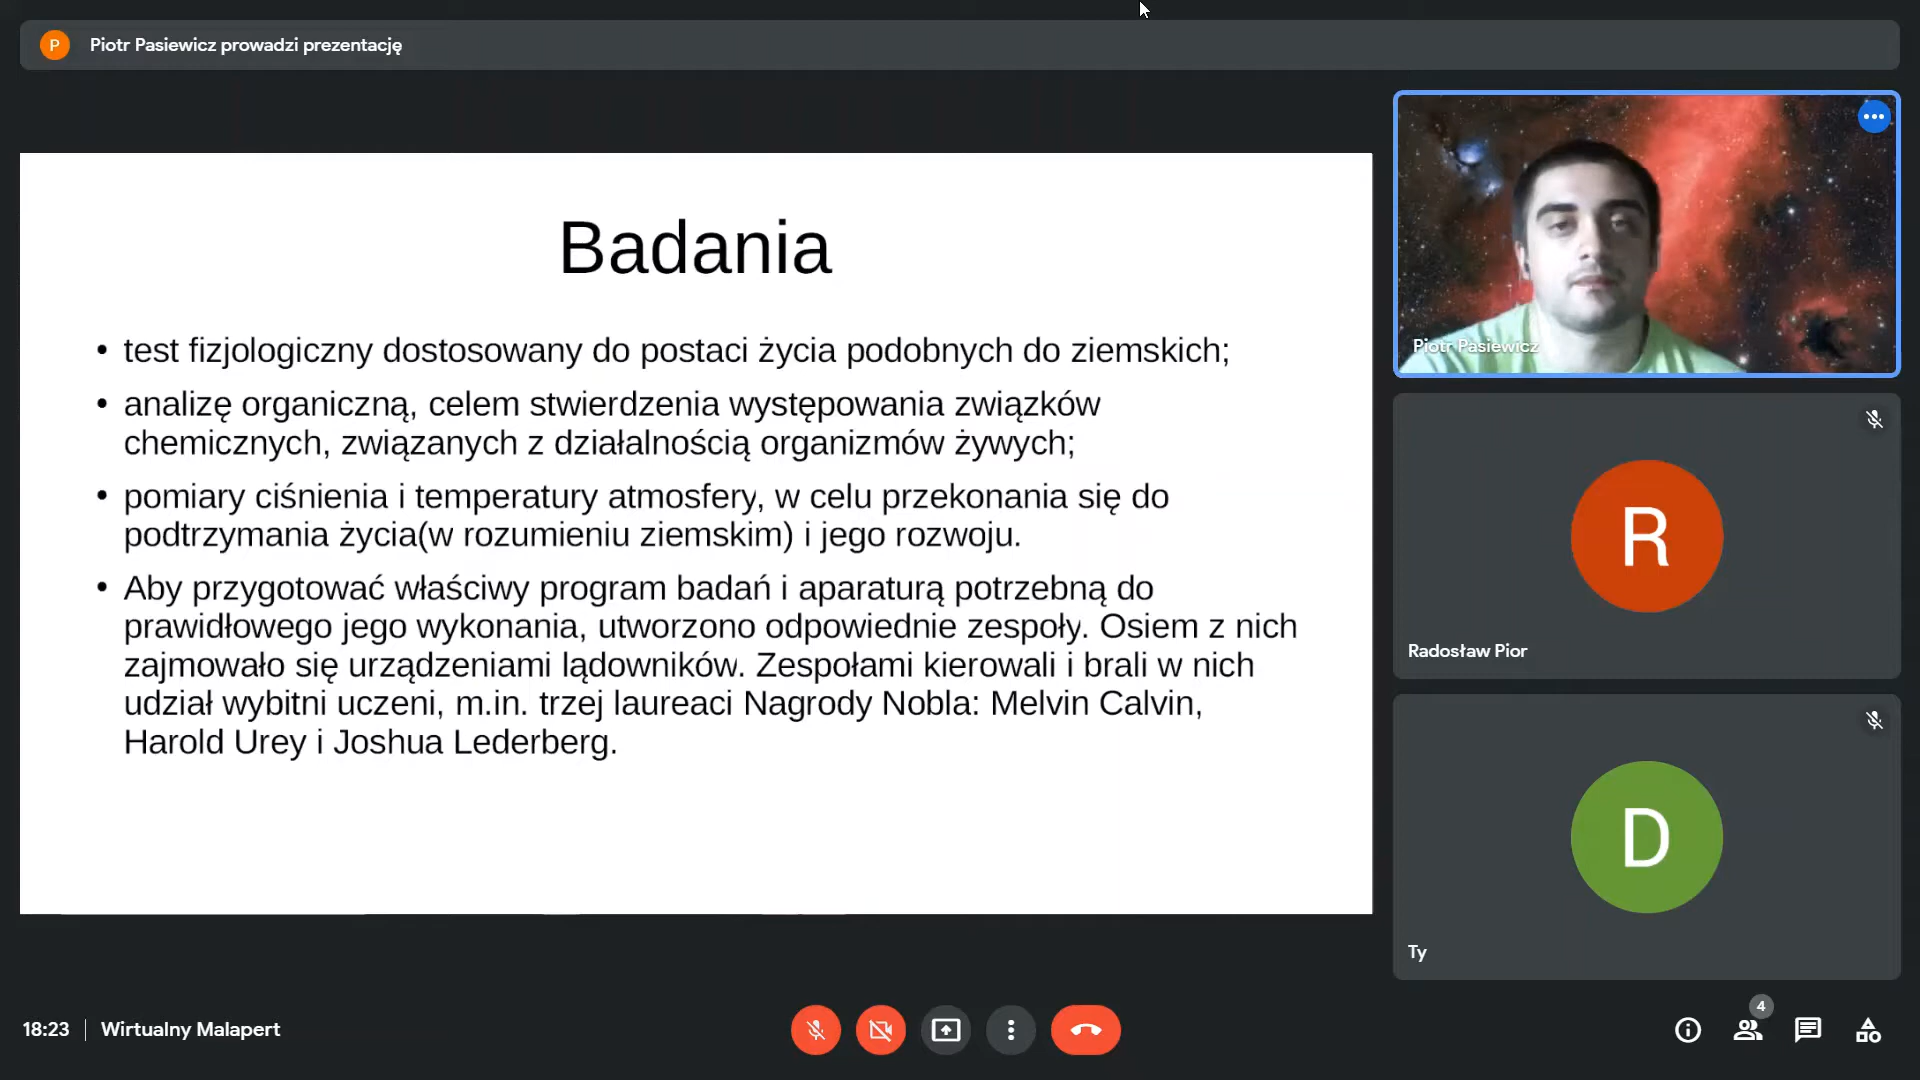 P
Piotr Pasiewicz prowadzi prezentację
Badania
• test fizjologiczny dostosowany do postaci życia podobnych do ziemskich;
• analizę organiczną, celem stwierdzenia występowania związków
chemicznych, związanych z działalnością organizmów żywych;
• pomiary ciśnienia i temperatury atmosfery, w celu przekonania się do
podtrzymania życia(w rozumieniu ziemskim) i jego rozwoju.
• Aby przygotować właściwy program badań i aparaturą potrzebną do
prawidłowego jego wykonania, utworzono odpowiednie zespoły. Osiem z nich
zajmowało się urządzeniami lądowników. Zespołami kierowali i brali w nich
udział wybitni uczeni, m.in. trzej laureaci Nagrody Nobla: Melvin Calvin,
Harold Urey i Joshua Lederberg.
Piotr Pasiewicz
R
Radosław Pior
D
Ty
18:23 | Wirtualny Malapert
4